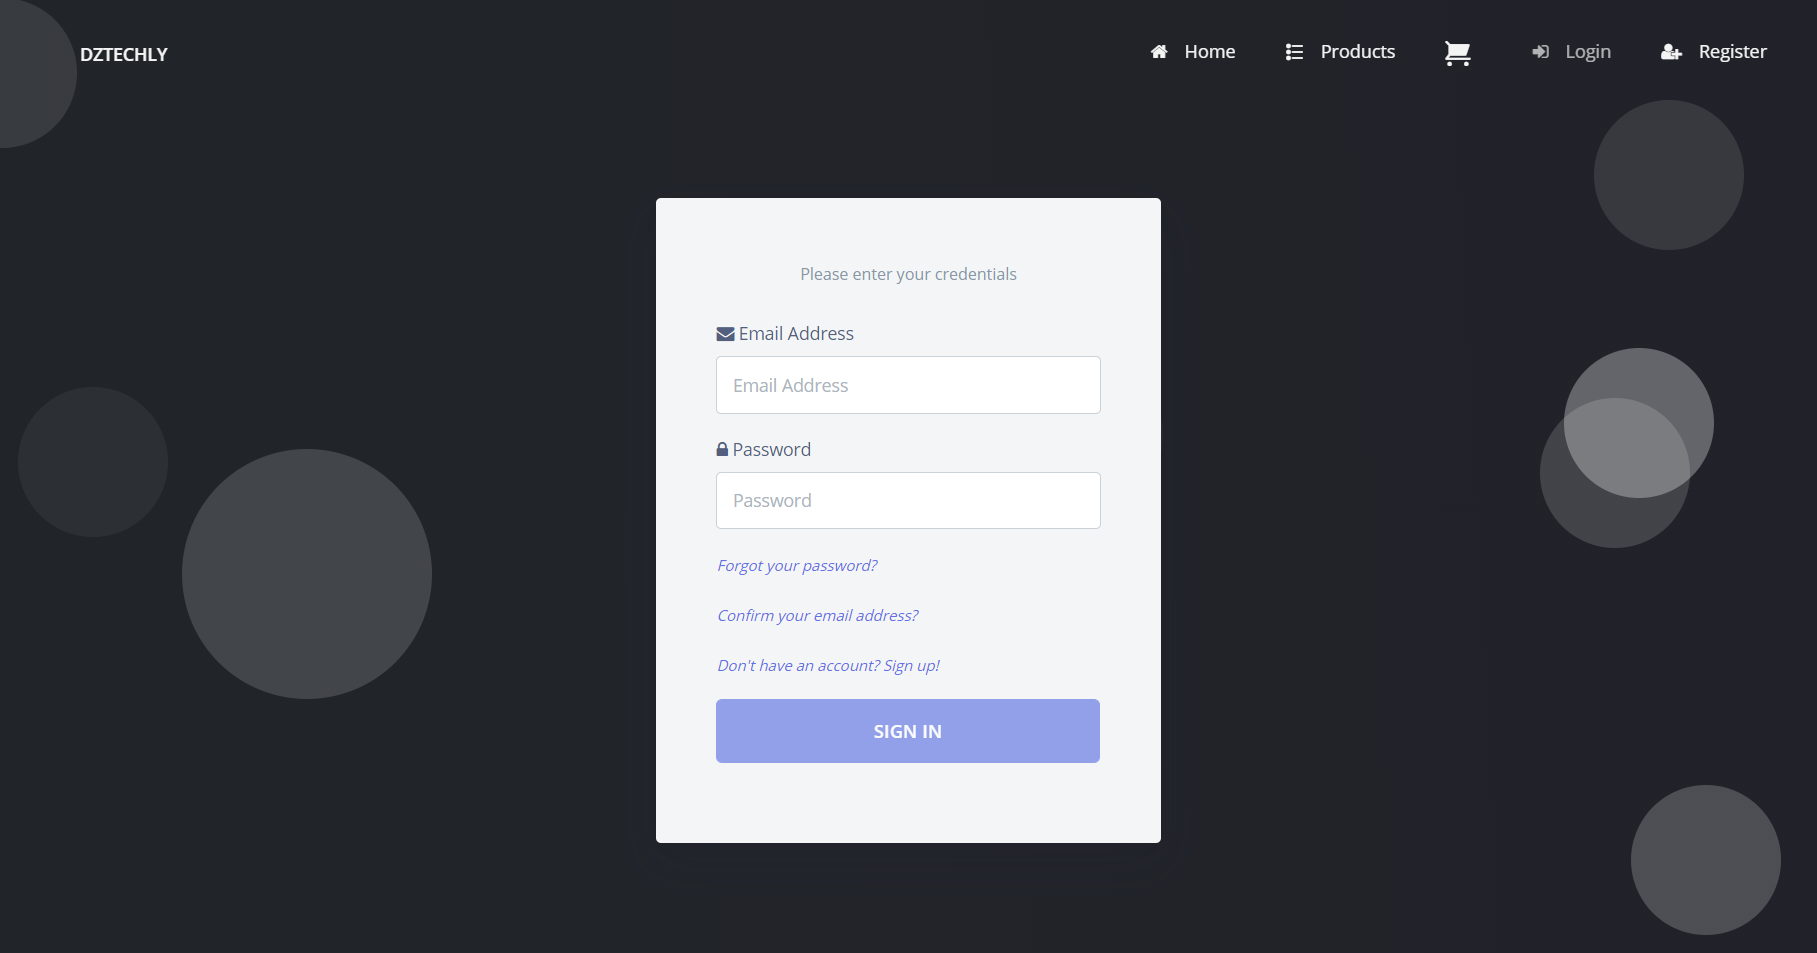 DZTECHLY
Home Products Login Register
Please enter your credentials
Email Address
Email Address
Password
Password
Forgot your password?
Confirm your email address?
Don't have an account? Sign up!
SIGN IN